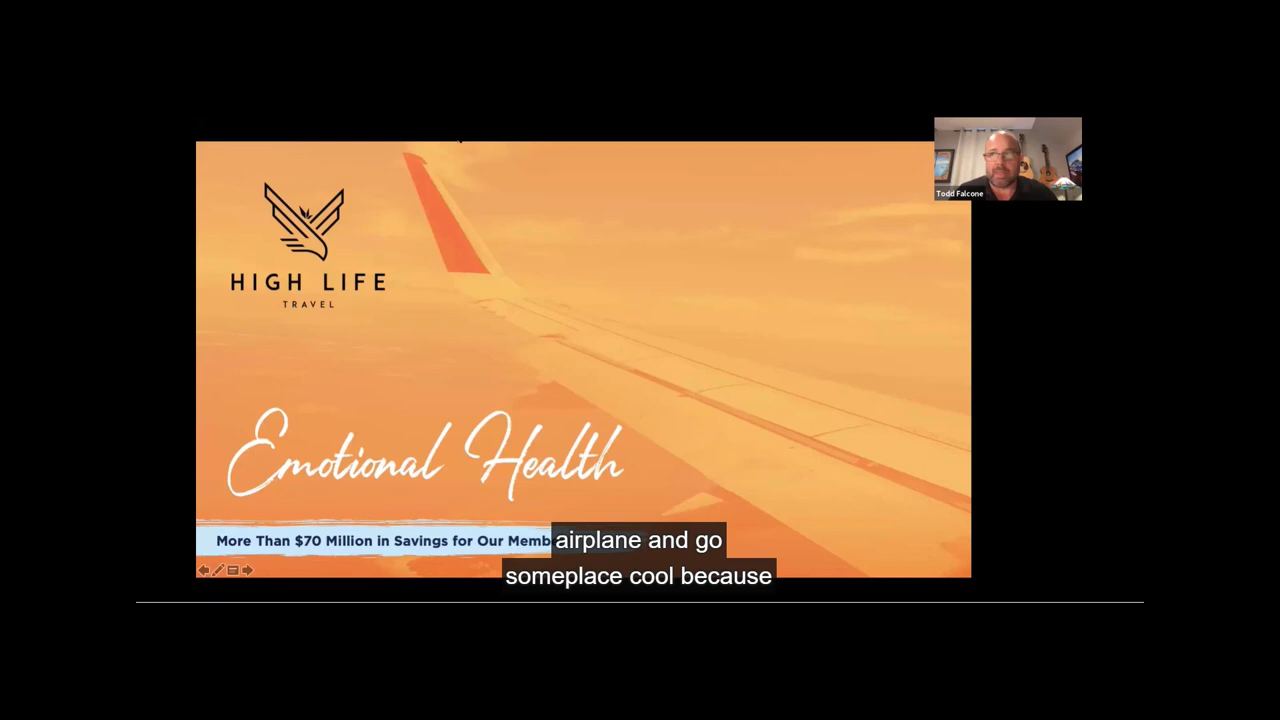 Todd Falcone
HIGH LIFE
TRAVEL
Emotional Health
More Than $70 Million in Savings for Our Memb
airplane and go
someplace cool because